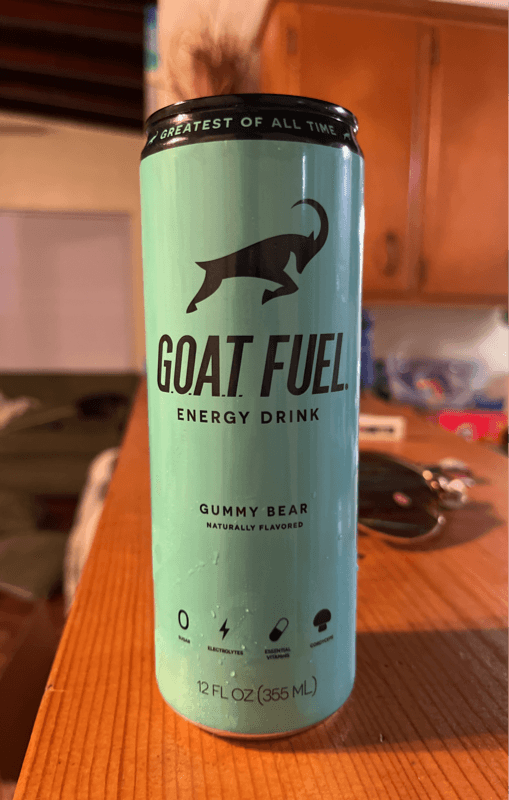 GREATEST OF ALL TIME
G.O.A.T. FUEL.
ENERGY DRINK
GUMMY BEAR
NATURALLY FLAVORED
0
SUGAR
ELECTROLYTES
ESSENTIAL
VITAMINS
CORDYCEPS
12 FL OZ (355 ML)